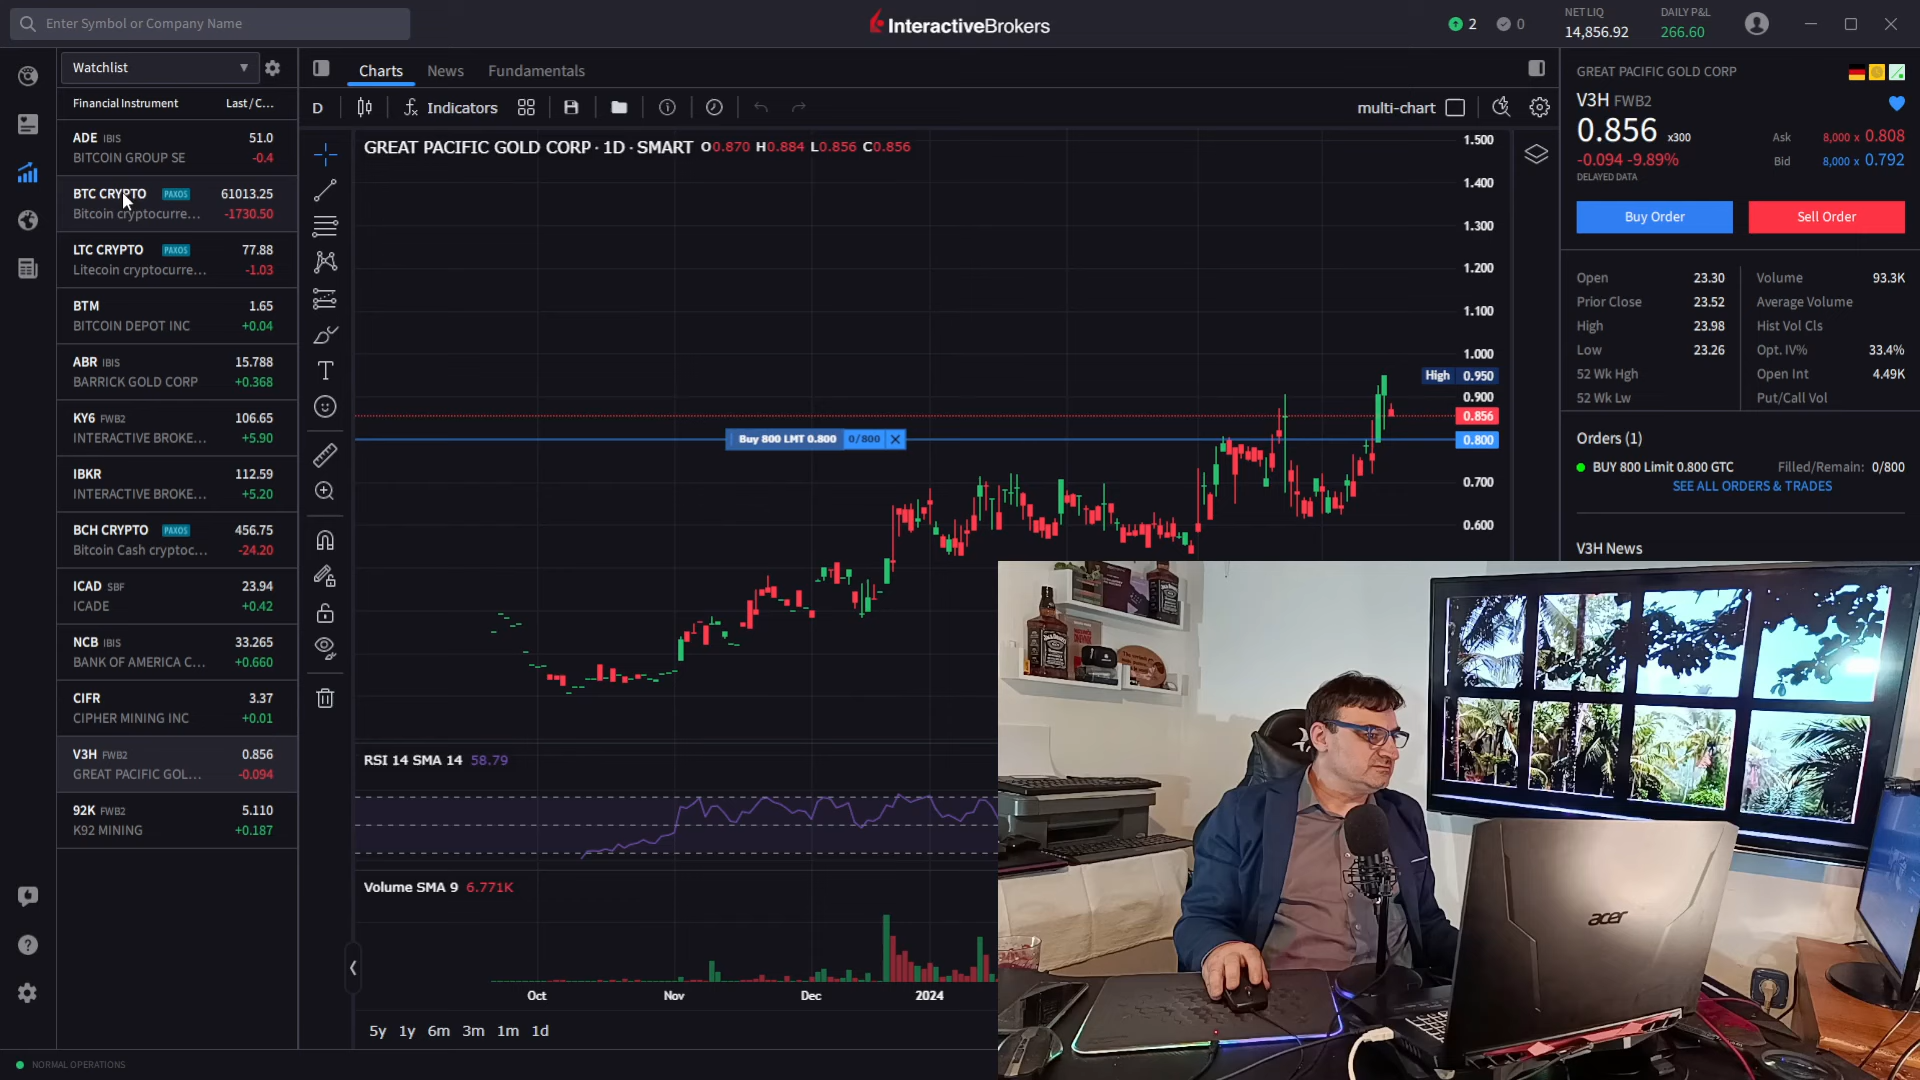 Enter Symbol or Company Name
InteractiveBrokers
2
0
NET LIQ
14,856.92
DAILY P&L
266.60
Watchlist
Financial Instrument Last / C...
ADE IBIS 51.0
BITCOIN GROUP SE -0.4
BTC CRYPTO PAXOS 61013.25
Bitcoin cryptocurre... -1730.50
LTC CRYPTO PAXOS 77.88
Litecoin cryptocurre... -1.03
BTM 1.65
BITCOIN DEPOT INC +0.04
ABR IBIS 15.788
BARRICK GOLD CORP +0.368
KY6 FWB2 106.65
INTERACTIVE BROKE... +5.90
IBKR 112.59
INTERACTIVE BROKE... +5.20
BCH CRYPTO PAXOS 456.75
Bitcoin Cash cryptoc... -24.20
ICAD SBF 23.94
ICADE +0.42
NCB IBIS 33.265
BANK OF AMERICA C... +0.660
CIFR 3.37
CIPHER MINING INC +0.01
V3H FWB2 0.856
GREAT PACIFIC GOL... -0.094
92K FWB2 5.110
K92 MINING +0.187
NORMAL OPERATIONS
Charts News Fundamentals
D Indicators multi-chart
GREAT PACIFIC GOLD CORP · 1D · SMART O0.870 H0.884 L0.856 C0.856
1.500
1.400
1.300
1.200
1.100
1.000
High 0.950
0.900
0.856
Buy 800 LMT 0.800 0/800
0.800
0.700
0.600
RSI 14 SMA 14 58.79
Volume SMA 9 6.771K
Oct Nov Dec 2024
5y 1y 6m 3m 1m 1d
GREAT PACIFIC GOLD CORP
V3H FWB2
0.856 x300
Ask 8,000 x 0.808
-0.094 -9.89%
Bid 8,000 x 0.792
DELAYED DATA
Buy Order Sell Order
Open 23.30 Volume 93.3K
Prior Close 23.52 Average Volume
High 23.98 Hist Vol Cls
Low 23.26 Opt. IV% 33.4%
52 Wk Hgh Open Int 4.49K
52 Wk Lw Put/Call Vol
Orders (1)
BUY 800 Limit 0.800 GTC Filled/Remain: 0/800
SEE ALL ORDERS & TRADES
V3H News
acer